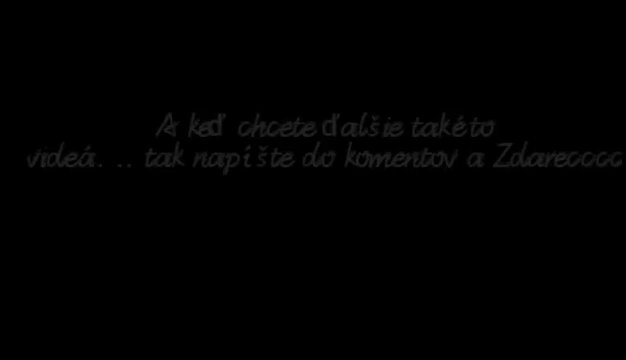 A keď chcete ďalšie takéto
videá. .. tak napíšte do komentov a Zdarecccc